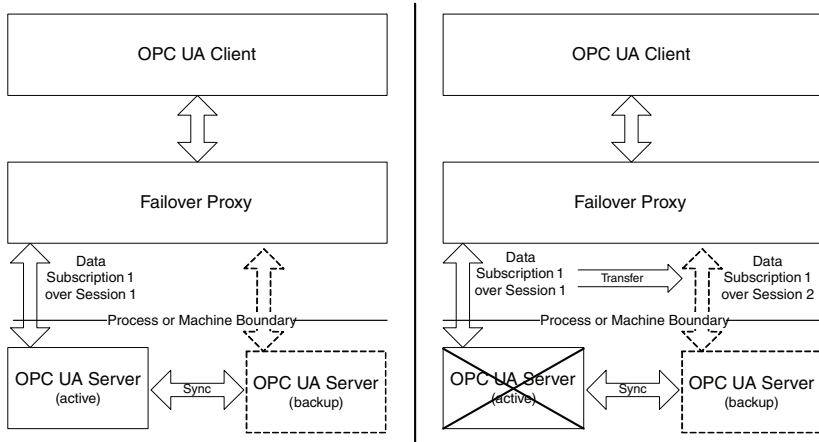 OPC UA Client
Failover Proxy
Data
Subscription 1
over Session 1
Process or Machine Boundary
OPC UA Server
(active)
Sync
OPC UA Server
(backup)
OPC UA Client
Failover Proxy
Data
Subscription 1
over Session 1
Transfer
Data
Subscription 1
over Session 2
Process or Machine Boundary
OPC UA Server
(active)
Sync
OPC UA Server
(backup)